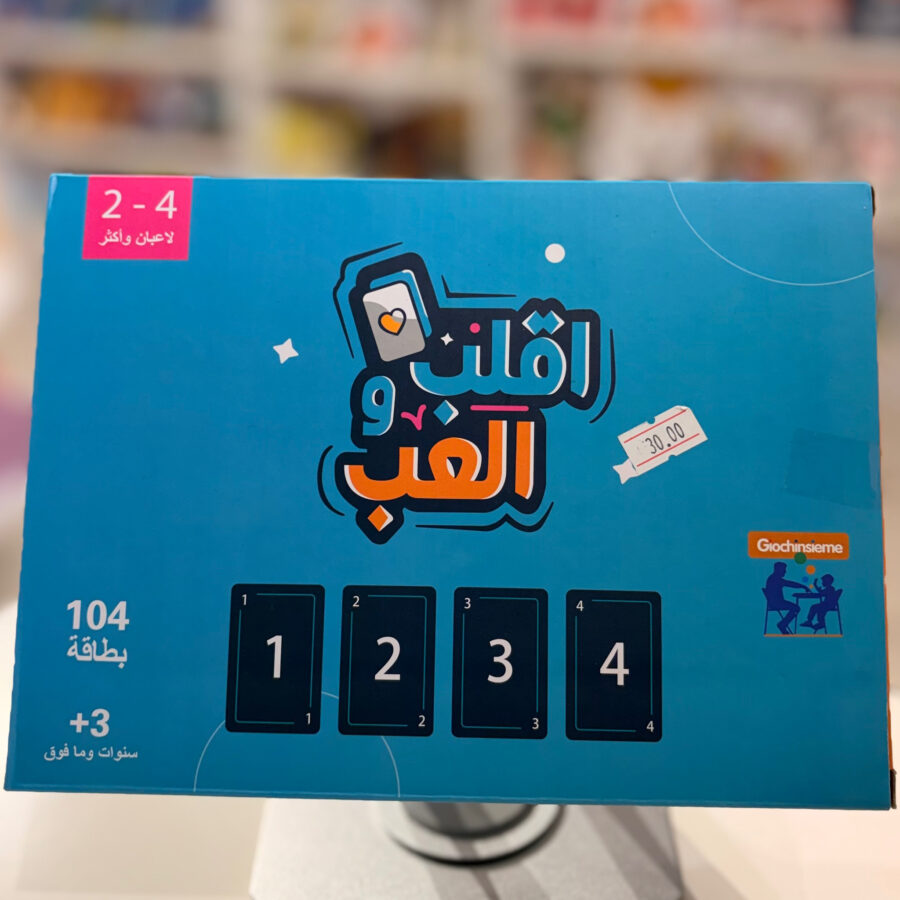 2 - 4
لاعبان وأكثر
اقلب
و
العب
30.00
Giochinsieme
104
بطاقة
+3
سنوات وما فوق
1
1
1
2
2
2
3
3
3
4
4
4